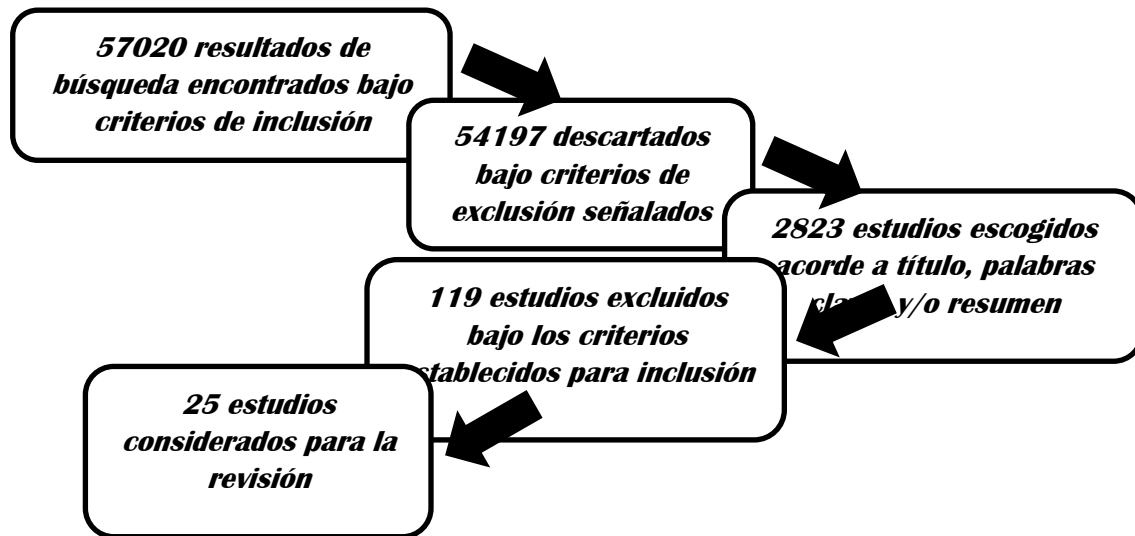 57020 resultados de
búsqueda encontrados bajo
criterios de inclusión
54197 descartados
bajo criterios de
exclusión señalados
2823 estudios escogidos
acorde a título, palabras
y/o resumen
119 estudios excluidos
bajo los criterios
establecidos para inclusión
25 estudios
considerados para la
revisión